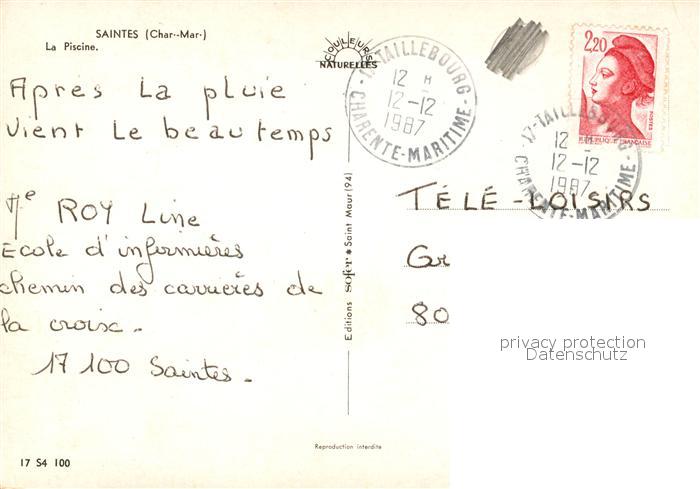 SAINTES (Char.-Mar.)
La Piscine.
COULEURS
NATURELLES
Après La pluie
vient Le beau temps
Me ROY Line
Ecole d'infirmières
chemin des carrières de
la croix.
17 100 Saintes.
17 S4 100
Editions sofer ★ Saint Maur (94)
Reproduction interdite
17-TAILLEBOURG
12 H
12-12
1987
CHARENTE-MARITIME
2,20
POSTES
REPUBLIQUE FRANÇAISE
17-TAILLEBOURG
12 H
12-12
1987
CHARENTE-MARITIME
TÉLÉ-LOISIRS
Gr
80
privacy protection
Datenschutz